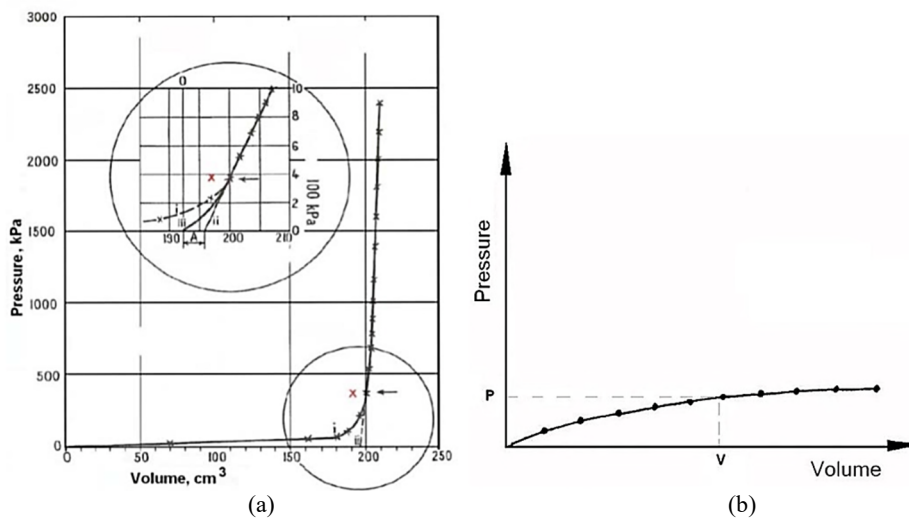 3000
2500
2000
1500
1000
500
0
0
50
100
150
200
250
Pressure, kPa
Volume, cm³
0
10
8
6
4
2
0
100 kPa
190
A
200
210
x
i
iii
ii
x
i
ii
(a)
Pressure
P
V
Volume
(b)